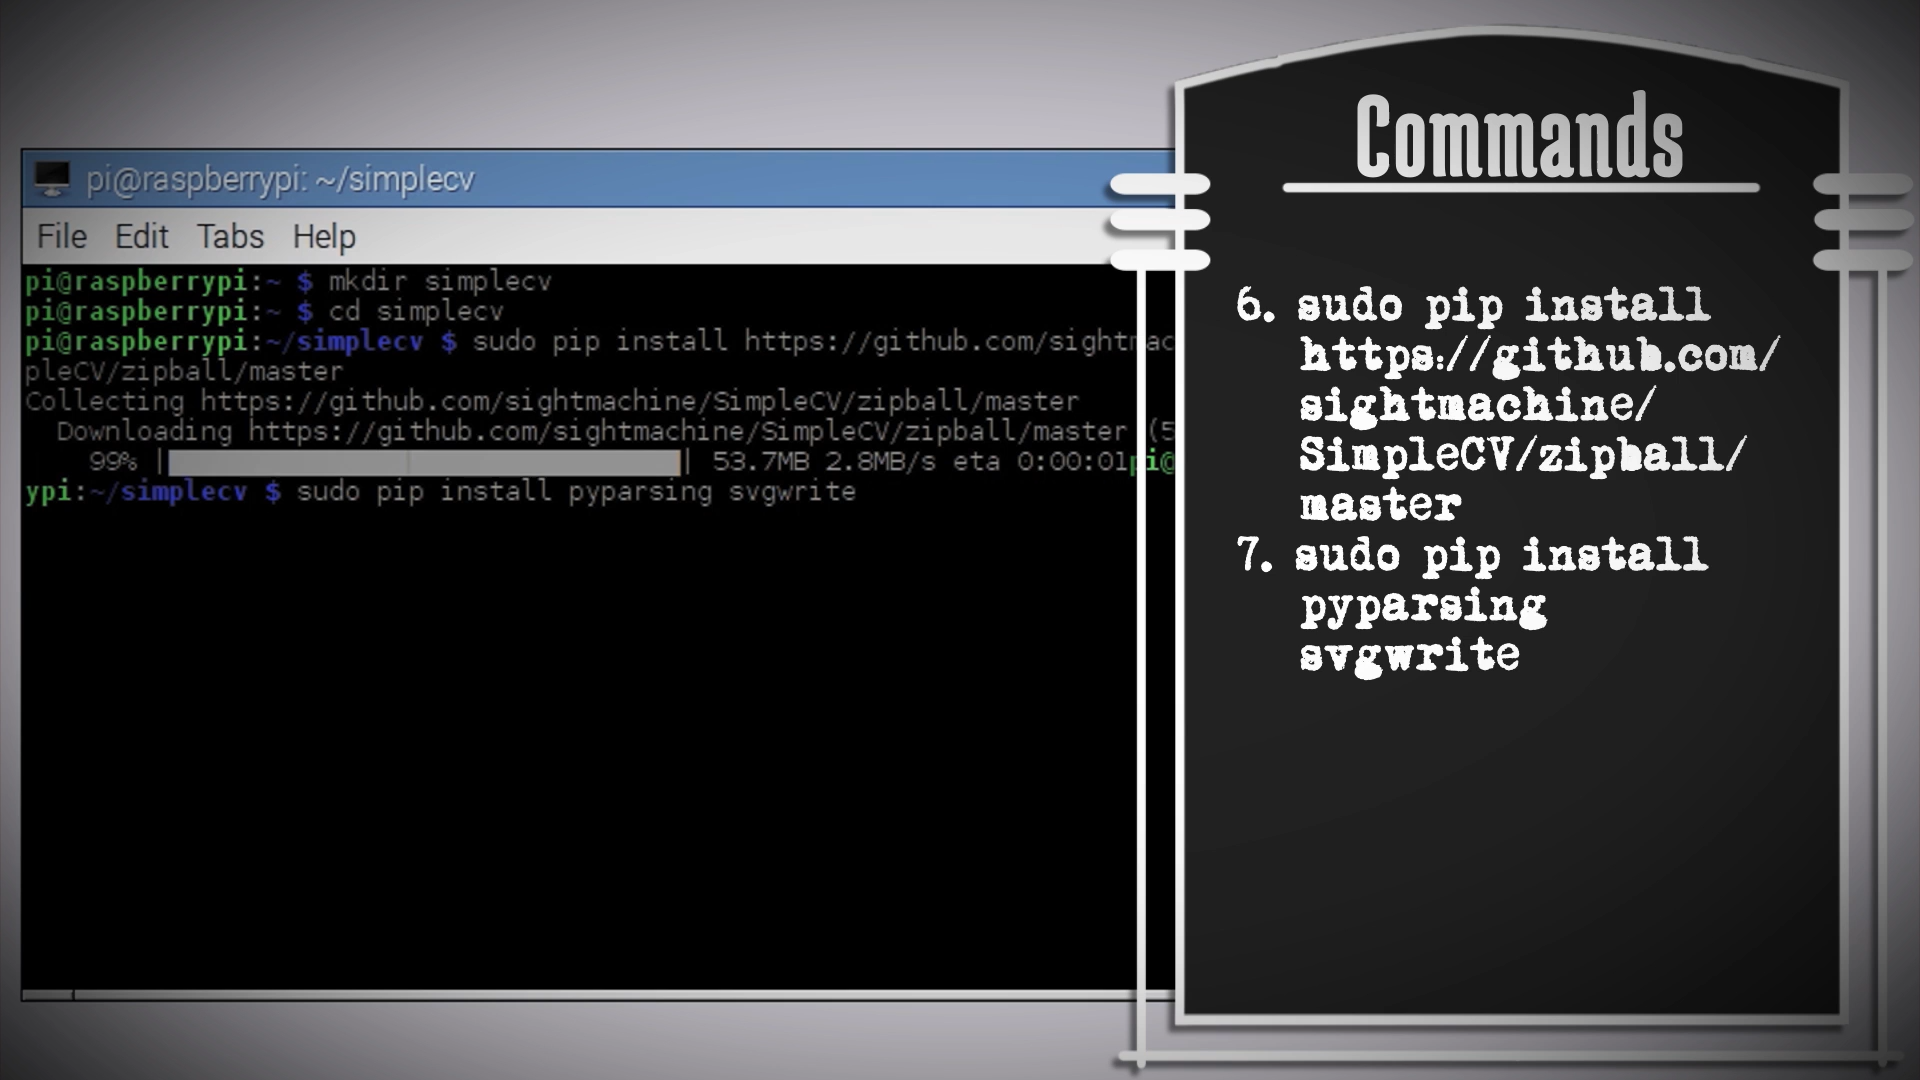 pi@raspberrypi: ~/simplecv
File Edit Tabs Help
pi@raspberrypi:~ $ mkdir simplecv
pi@raspberrypi:~ $ cd simplecv
pi@raspberrypi:~/simplecv $ sudo pip install https://github.com/sightmac
pleCV/zipball/master
Collecting https://github.com/sightmachine/SimpleCV/zipball/master
Downloading https://github.com/sightmachine/SimpleCV/zipball/master (5
99% | | 53.7MB 2.8MB/s eta 0:00:01pi@
ypi:~/simplecv $ sudo pip install pyparsing svgwrite
Commands
6. sudo pip install
https://github.com/
sightmachine/
SimpleCV/zipball/
master
7. sudo pip install
pyparsing
svgwrite